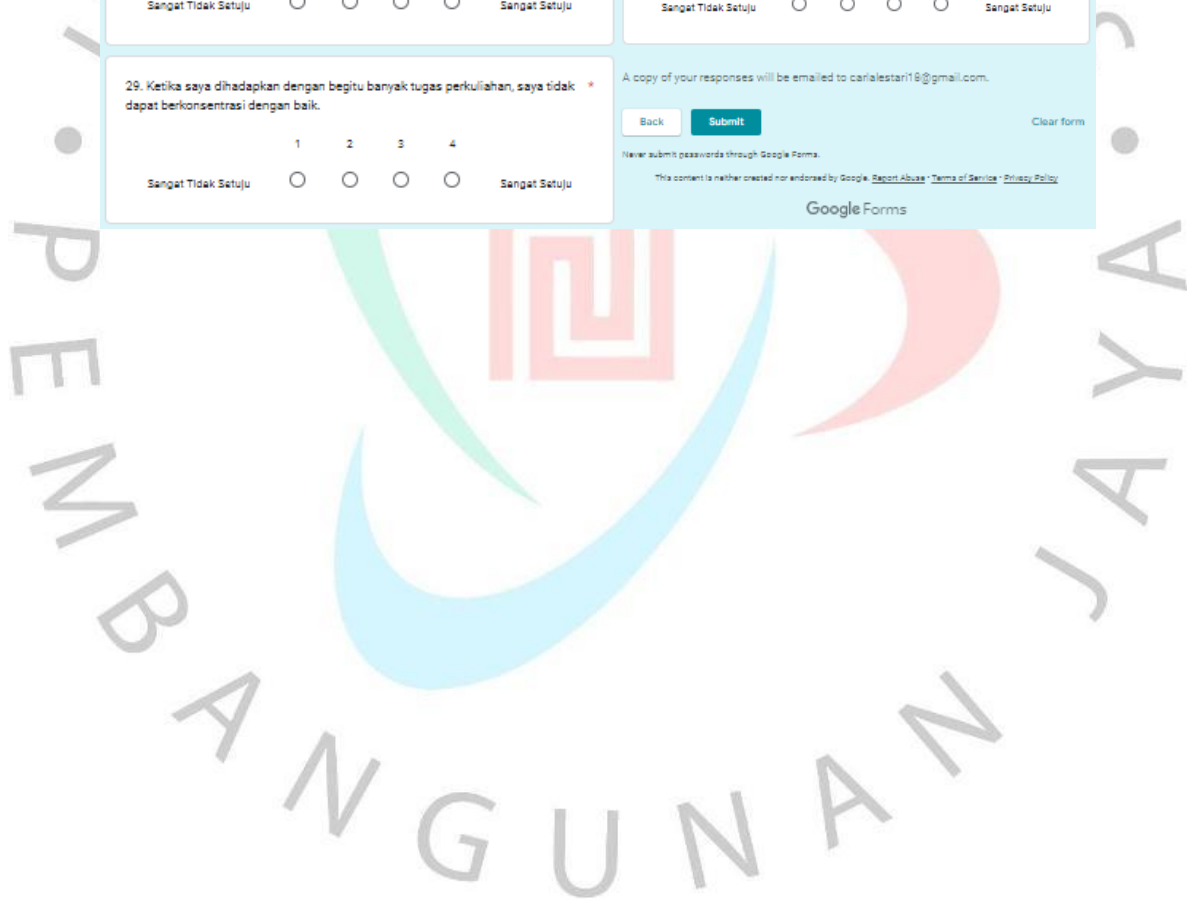 Sangat Tidak Setuju Sangat Setuju
29. Ketika saya dihadapkan dengan begitu banyak tugas perkuliahan, saya tidak *
dapat berkonsentrasi dengan baik.
1 2 3 4
Sangat Tidak Setuju Sangat Setuju
Sangat Tidak Setuju Sangat Setuju
A copy of your responses will be emailed to carlalestari18@gmail.com.
Back Submit Clear form
Never submit passwords through Google Forms.
This content is neither created nor endorsed by Google. Report Abuse - Terms of Service - Privacy Policy
Google Forms
PEMBANGUNAN JAYA